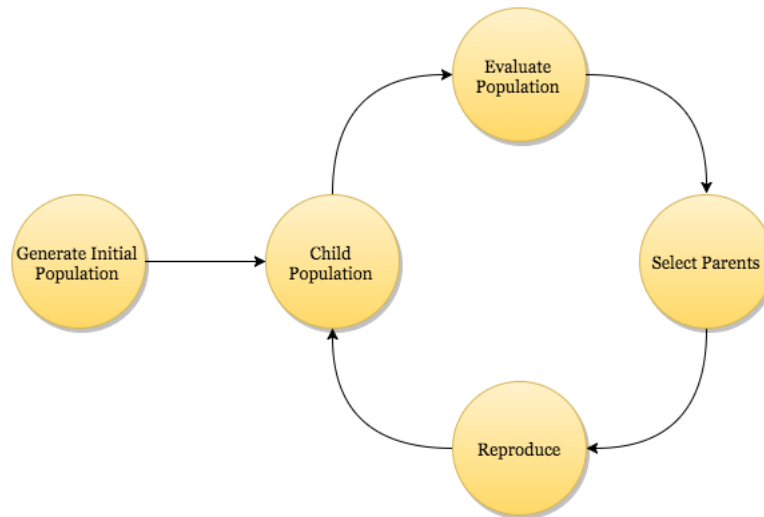 Evaluate
Population
Generate Initial
Population
Child
Population
Select Parents
Reproduce